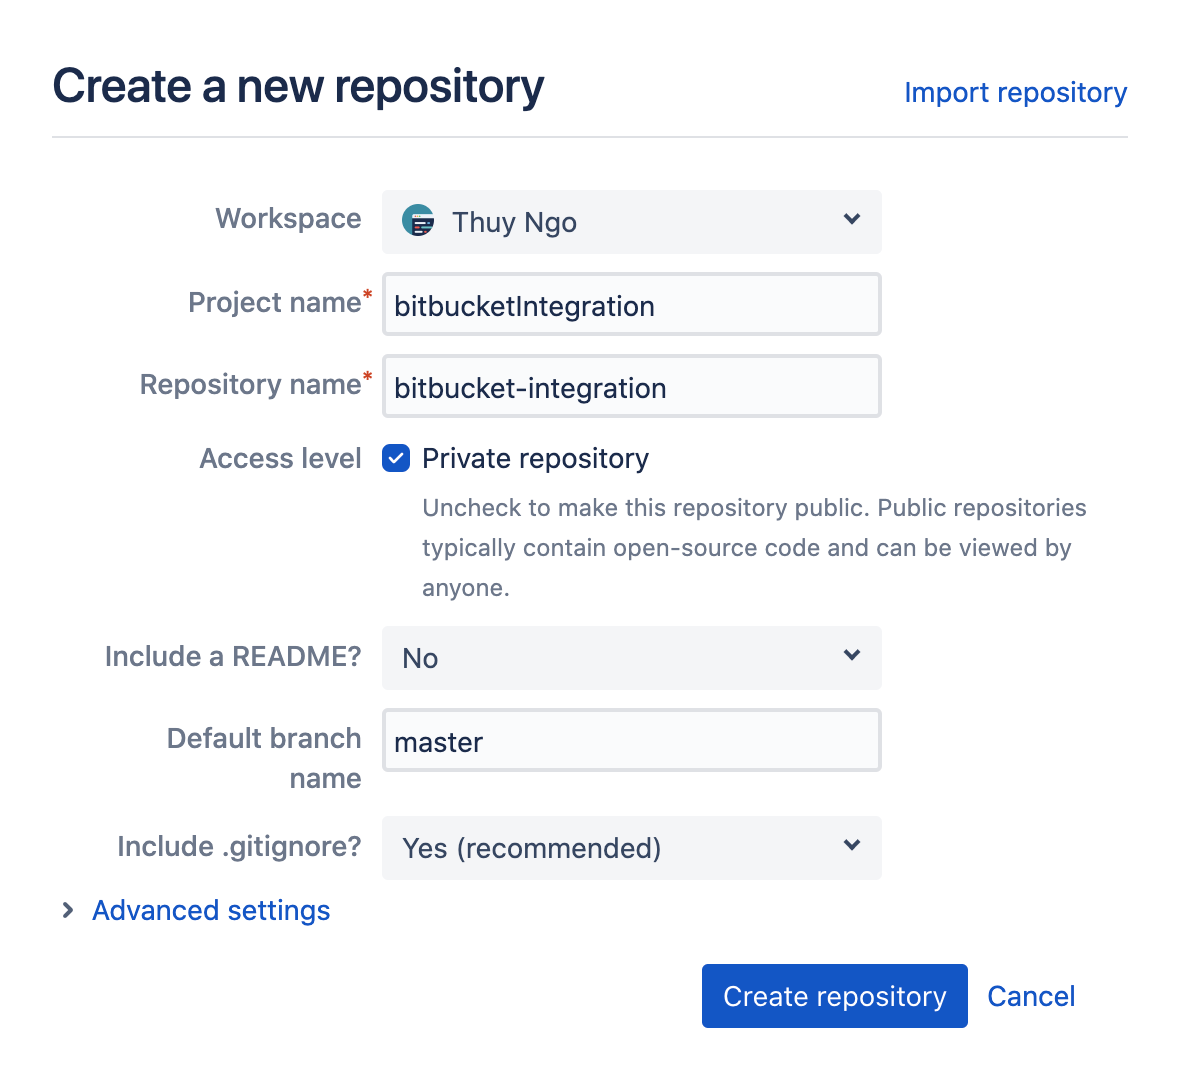 Create a new repository
Import repository
Workspace
Thuy Ngo
Project name*
bitbucketIntegration
Repository name*
bitbucket-integration
Access level
Private repository
Uncheck to make this repository public. Public repositories
typically contain open-source code and can be viewed by
anyone.
Include a README?
No
Default branch
name
master
Include .gitignore?
Yes (recommended)
Advanced settings
Create repository
Cancel